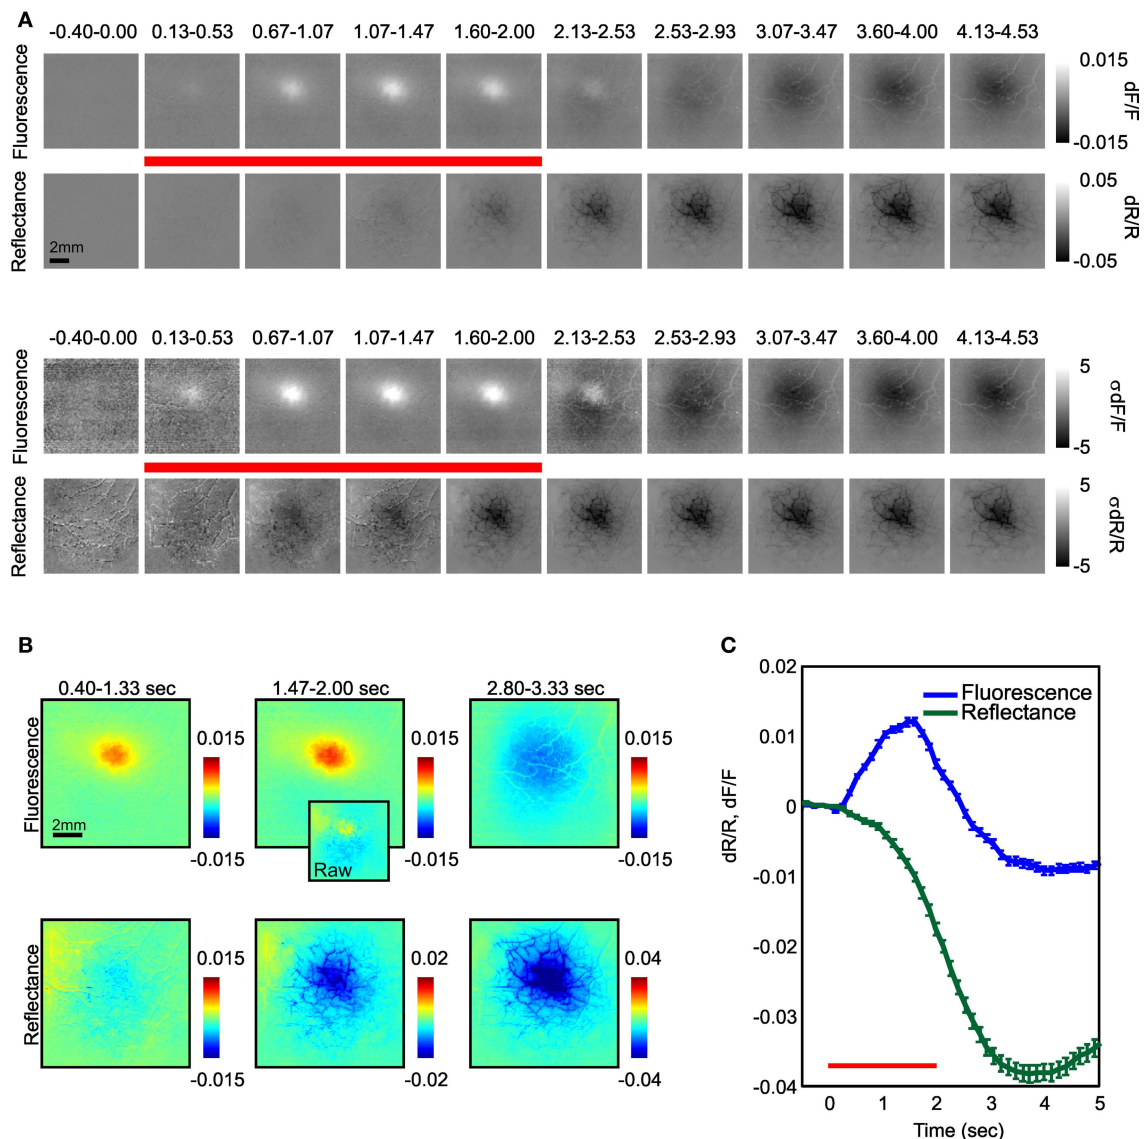 A
-0.40-0.00 0.13-0.53 0.67-1.07 1.07-1.47 1.60-2.00 2.13-2.53 2.53-2.93 3.07-3.47 3.60-4.00 4.13-4.53
Fluorescence
0.015
dF/F
-0.015
Reflectance
2mm
0.05
dR/R
-0.05
-0.40-0.00 0.13-0.53 0.67-1.07 1.07-1.47 1.60-2.00 2.13-2.53 2.53-2.93 3.07-3.47 3.60-4.00 4.13-4.53
Fluorescence
5
σdF/F
-5
Reflectance
5
σdR/R
-5
B
0.40-1.33 sec 1.47-2.00 sec 2.80-3.33 sec
Fluorescence
2mm
0.015 0.015 0.015
-0.015 -0.015 -0.015
Raw
Reflectance
0.015 0.02 0.04
-0.015 -0.02 -0.04
C
Fluorescence
Reflectance
dR/R, dF/F
0.02
0.01
0
-0.01
-0.02
-0.03
-0.04
0 1 2 3 4 5
Time (sec)